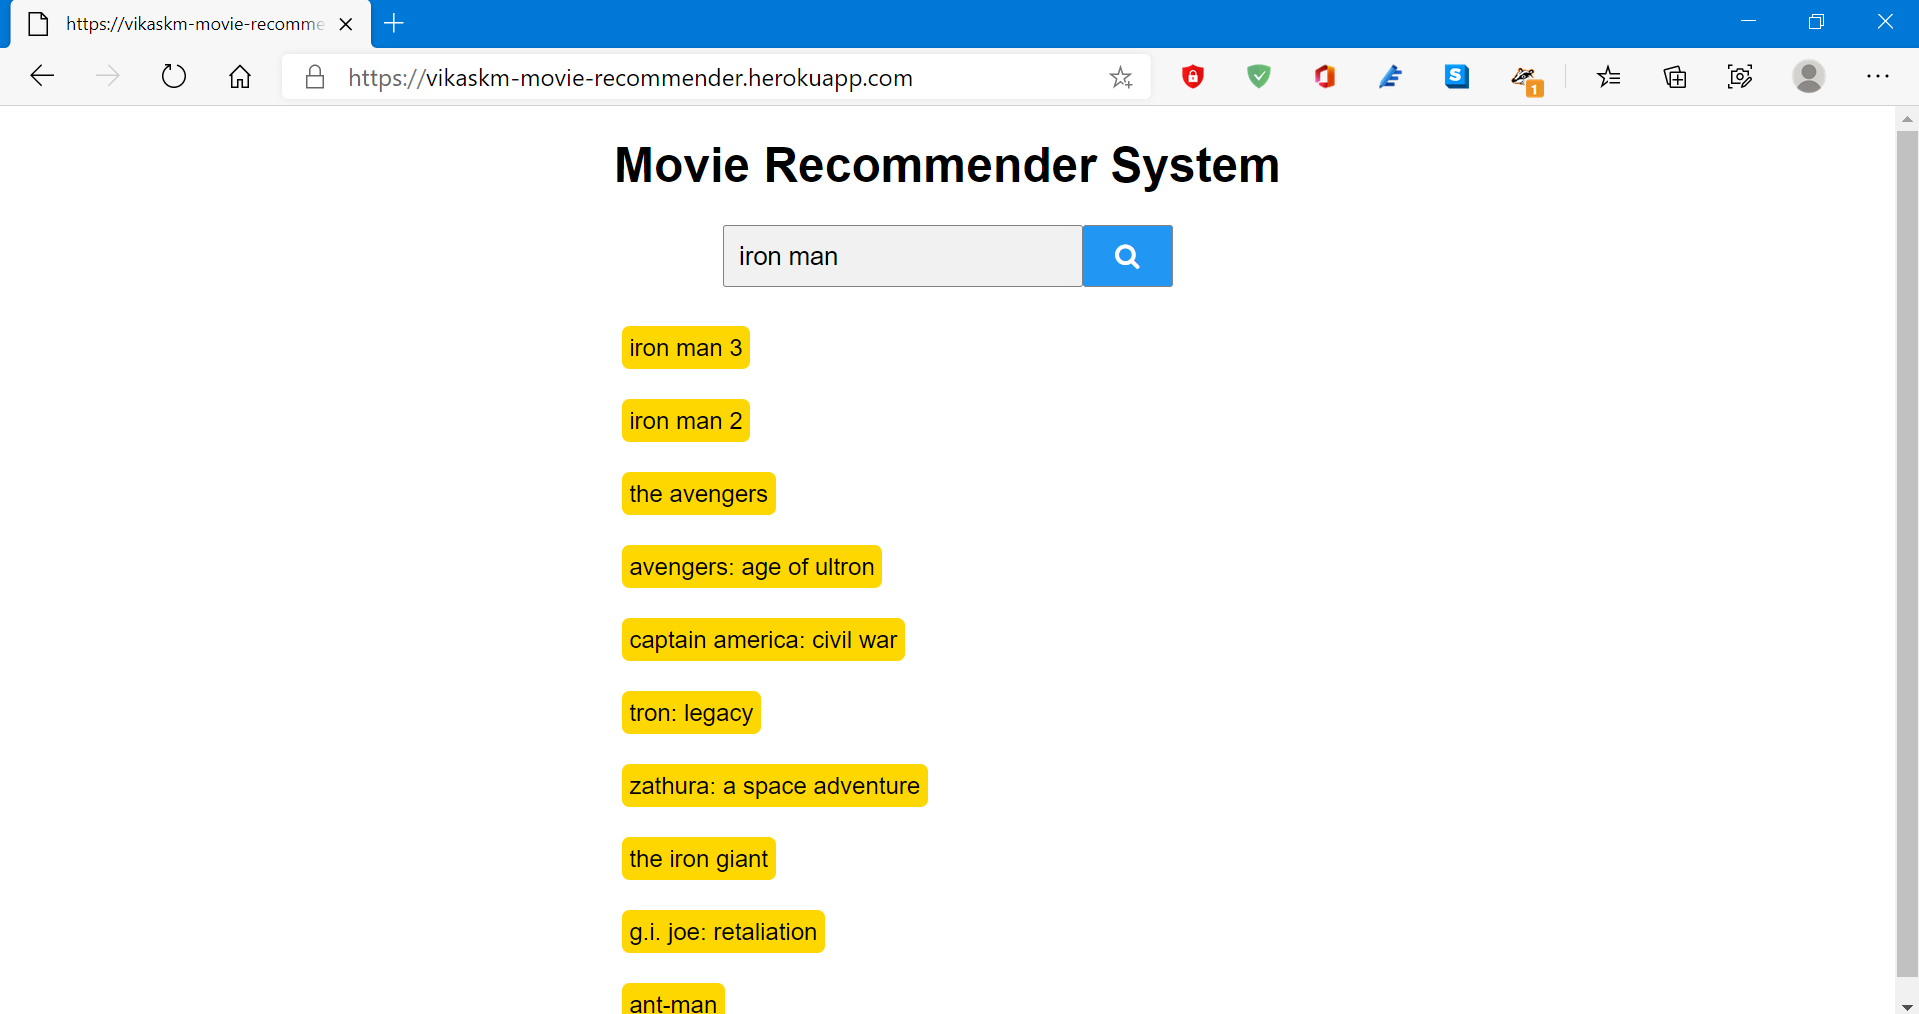 https://vikaskm-movie-recomme
https://vikaskm-movie-recommender.herokuapp.com
S
1
Movie Recommender System
iron man
iron man 3
iron man 2
the avengers
avengers: age of ultron
captain america: civil war
tron: legacy
zathura: a space adventure
the iron giant
g.i. joe: retaliation
ant-man